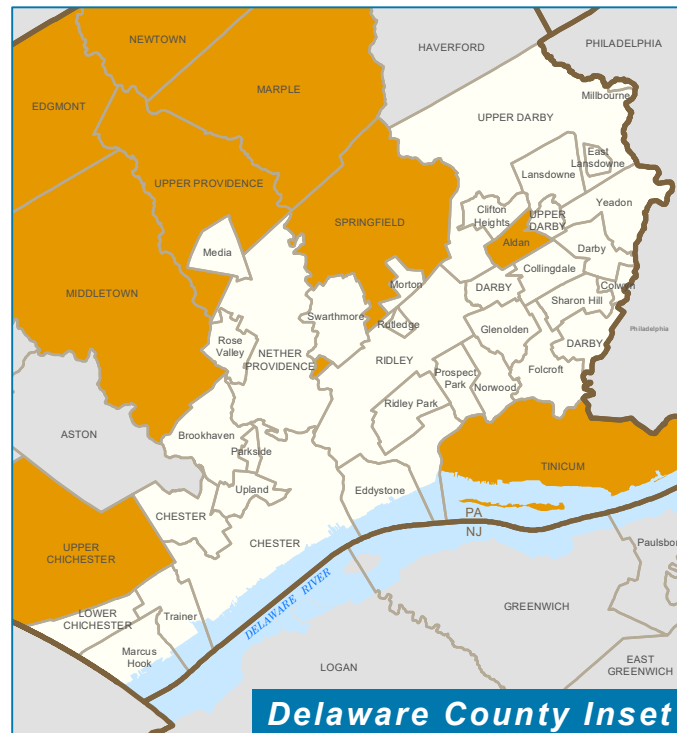 NEWTOWN
HAVERFORD
PHILADELPHIA
MARPLE
Millbourne
EDGMONT
UPPER DARBY
East
Lansdowne
Lansdowne
UPPER PROVIDENCE
Yeadon
Clifton
Heights
UPPER
DARBY
SPRINGFIELD
Aldan
Darby
Media
Collingdale
MIDDLETOWN
Morton
DARBY
Colwyn
Sharon Hill
Swarthmore
Rutledge
Glenolden
Philadelphia
Rose
Valley
NETHER
PROVIDENCE
RIDLEY
DARBY
Prospect
Park
Folcroft
Norwood
Ridley Park
ASTON
Brookhaven
Parkside
TINICUM
Upland
Eddystone
CHESTER
PA
NJ
CHESTER
UPPER
CHICHESTER
Paulsboro
DELAWARE RIVER
GREENWICH
LOWER
CHICHESTER
Trainer
Marcus
Hook
LOGAN
EAST
GREENWICH
Delaware County Inset